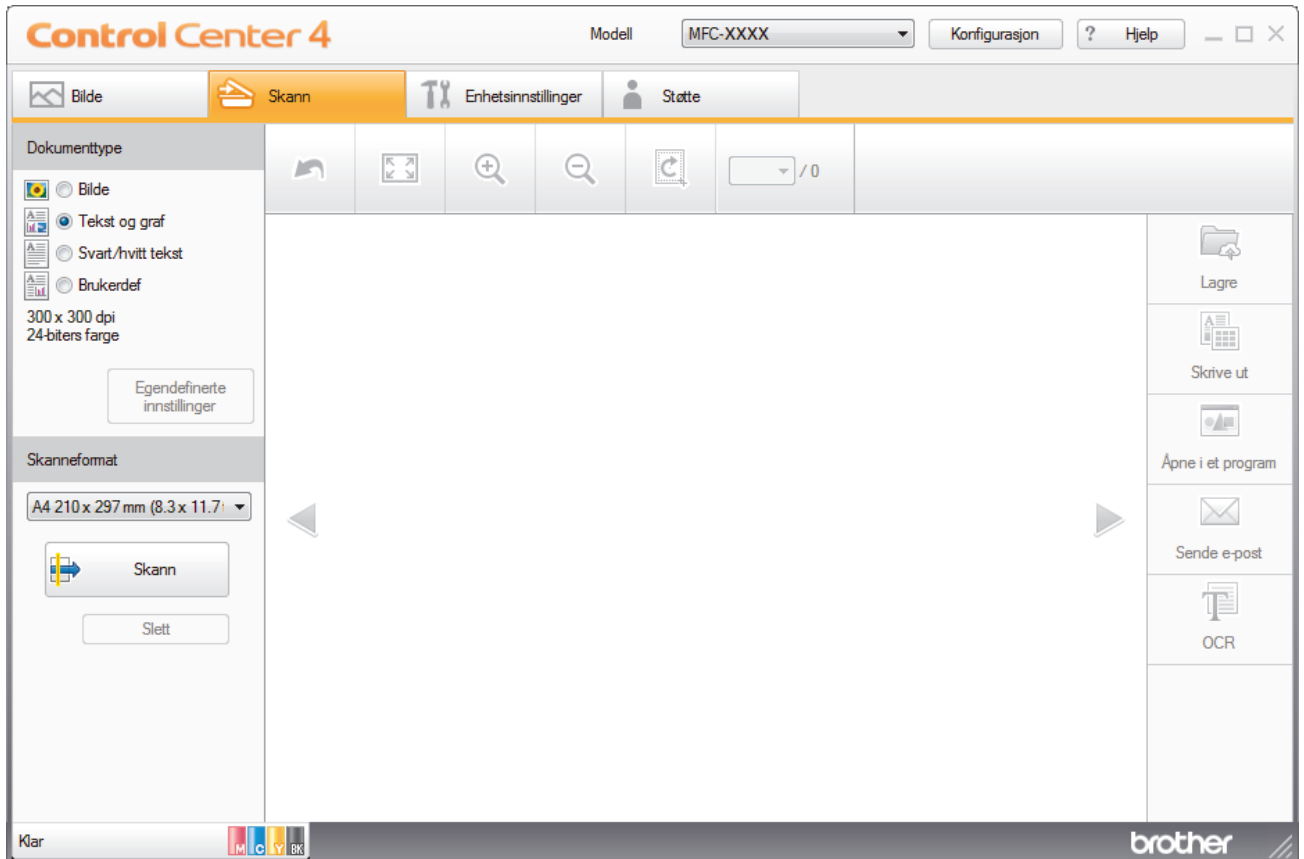 Control Center 4
Modell
MFC-XXXX
Konfigurasjon
? Hjelp
Bilde
Skann
Enhetsinnstillinger
Støtte
Dokumenttype
Bilde
Tekst og graf
Svart/hvitt tekst
Brukerdef
300 x 300 dpi
24-biters farge
Egendefinerte
innstillinger
Skanneformat
A4 210 x 297 mm (8.3 x 11.7
Skann
Slett
/ 0
Lagre
Skrive ut
Åpne i et program
Sende e-post
OCR
Klar
M C Y BK
brother